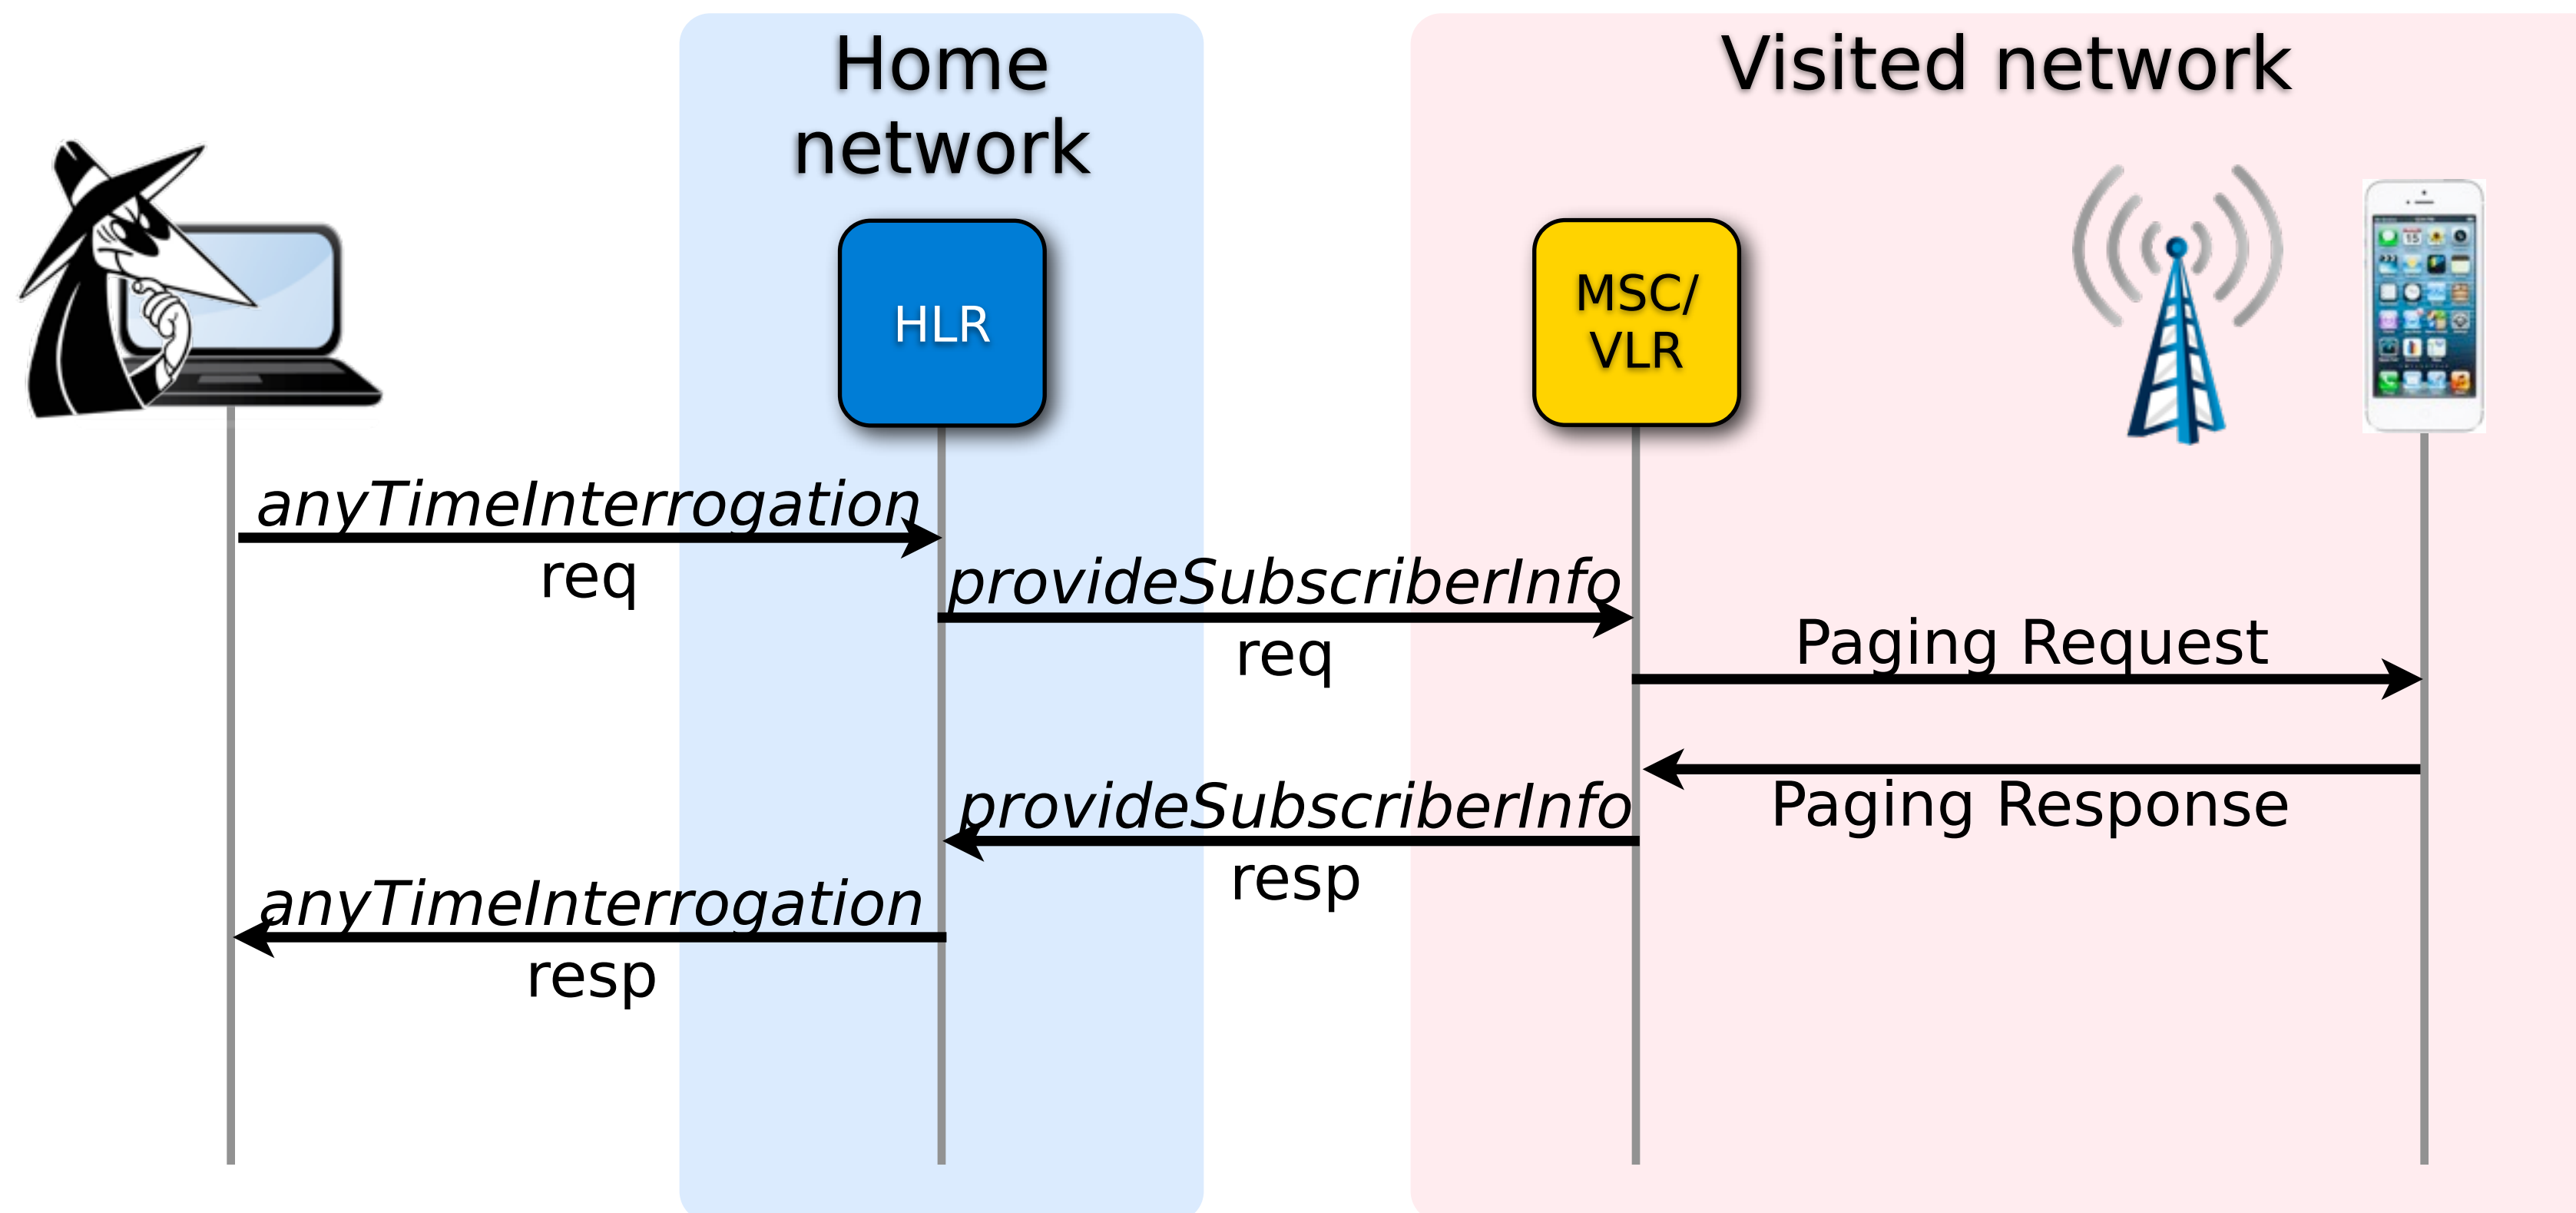 Home
network
Visited network
HLR
MSC/
VLR
anyTimeInterrogation
req
provideSubscriberInfo
req
Paging Request
Paging Response
provideSubscriberInfo
resp
anyTimeInterrogation
resp
15